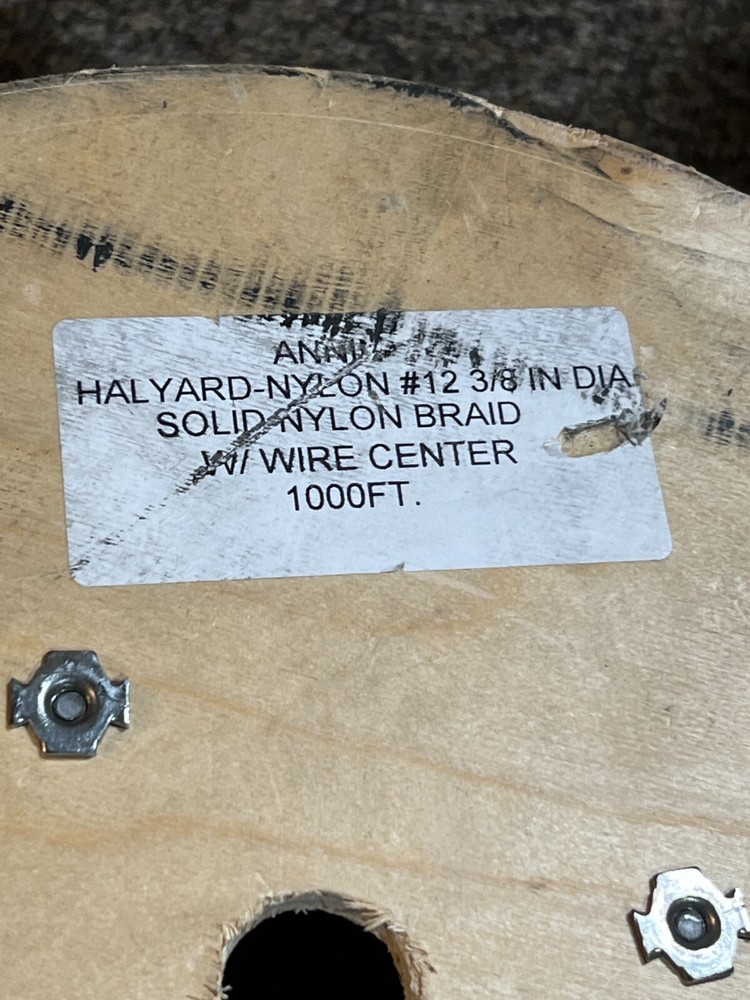 HALYARD-NYLON #12 3/8 IN DIA
SOLID NYLON BRAID
W/ WIRE CENTER
1000FT.